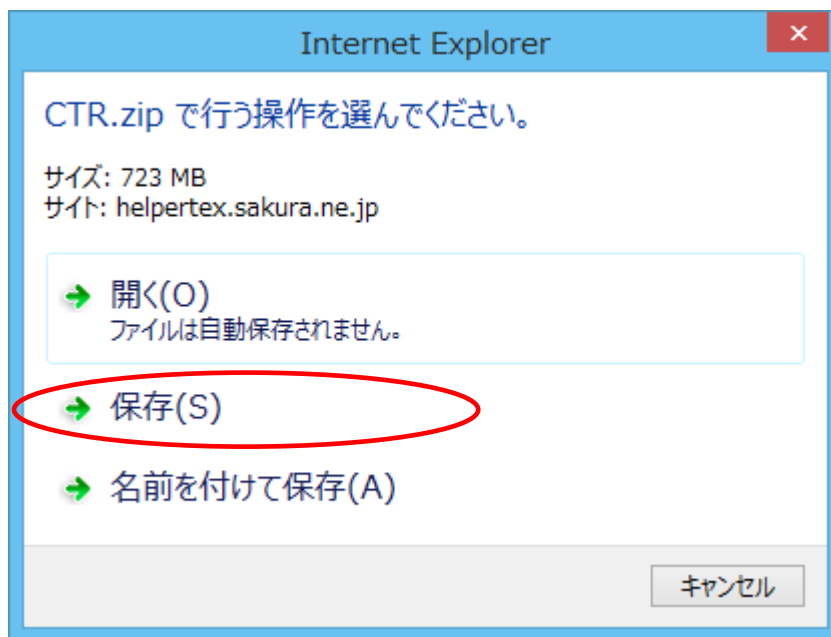 Internet Explorer
CTR.zip で行う操作を選んでください。
サイズ: 723 MB
サイト: helpertex.sakura.ne.jp
開く(O)
ファイルは自動保存されません。
保存(S)
名前を付けて保存(A)
キャンセル